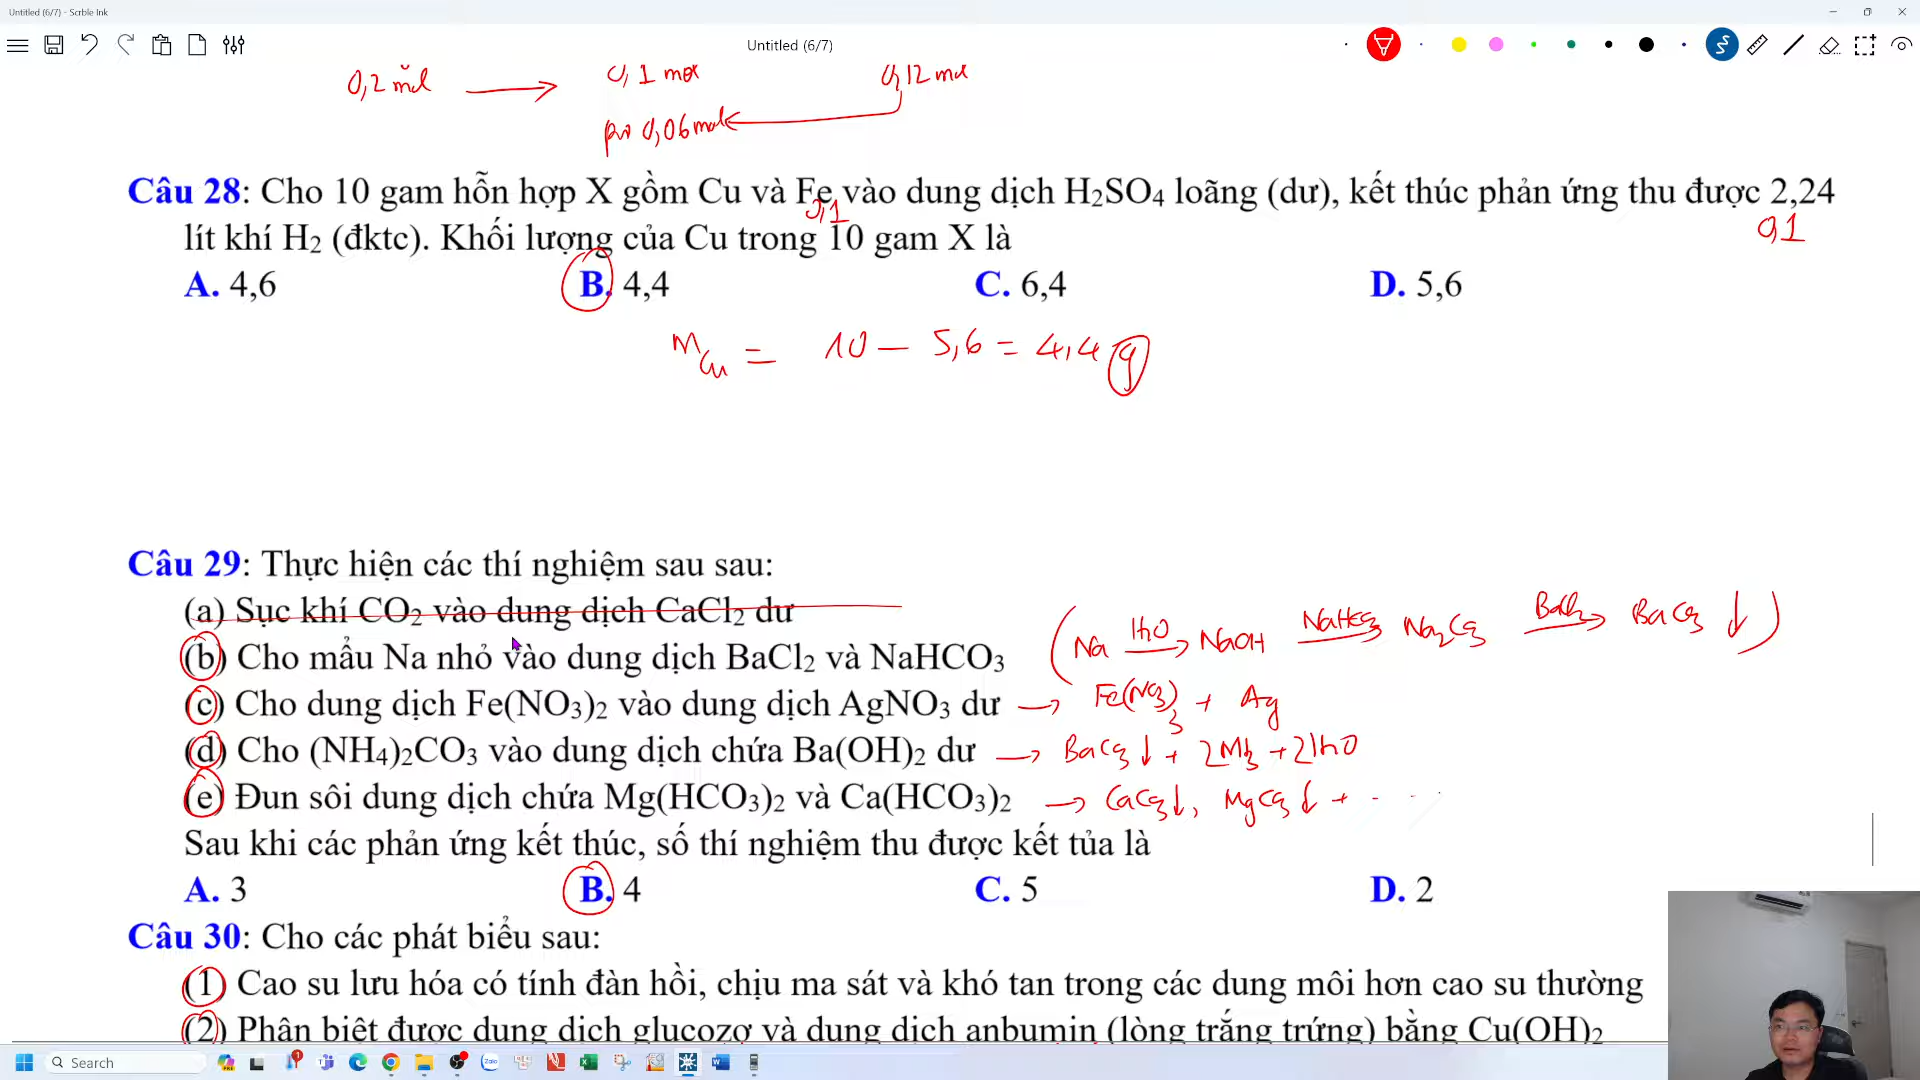 Untitled (6/7) - Scrble Ink
Untitled (6/7)
0,2 mol → 0,1 mol 0,12 mol
pứ 0,06 mol
Câu 28: Cho 10 gam hỗn hợp X gồm Cu và Fe vào dung dịch H₂SO₄ loãng (dư), kết thúc phản ứng thu được 2,24
0,1
0,1
lít khí H₂ (đktc). Khối lượng của Cu trong 10 gam X là
A. 4,6 B. 4,4 C. 6,4 D. 5,6
mCu = 10 – 5,6 = 4,4 g
Câu 29: Thực hiện các thí nghiệm sau sau:
(a) Sục khí CO₂ vào dung dịch CaCl₂ dư
(Na H₂O→ NaOH NaHCO₃→ Na₂CO₃ BaCl₂→ BaCO₃ ↓)
(b) Cho mẩu Na nhỏ vào dung dịch BaCl₂ và NaHCO₃
(c) Cho dung dịch Fe(NO₃)₂ vào dung dịch AgNO₃ dư → Fe(NO₃)₃ + Ag
(d) Cho (NH₄)₂CO₃ vào dung dịch chứa Ba(OH)₂ dư → BaCO₃↓ + 2NH₃ + 2H₂O
(e) Đun sôi dung dịch chứa Mg(HCO₃)₂ và Ca(HCO₃)₂ → CaCO₃↓, MgCO₃↓ + - ...
Sau khi các phản ứng kết thúc, số thí nghiệm thu được kết tủa là
A. 3 B. 4 C. 5 D. 2
Câu 30: Cho các phát biểu sau:
(1) Cao su lưu hóa có tính đàn hồi, chịu ma sát và khó tan trong các dung môi hơn cao su thường
(2) Phân biệt được dung dịch glucozơ và dung dịch anbumin (lòng trắng trứng) bằng Cu(OH)₂
Search